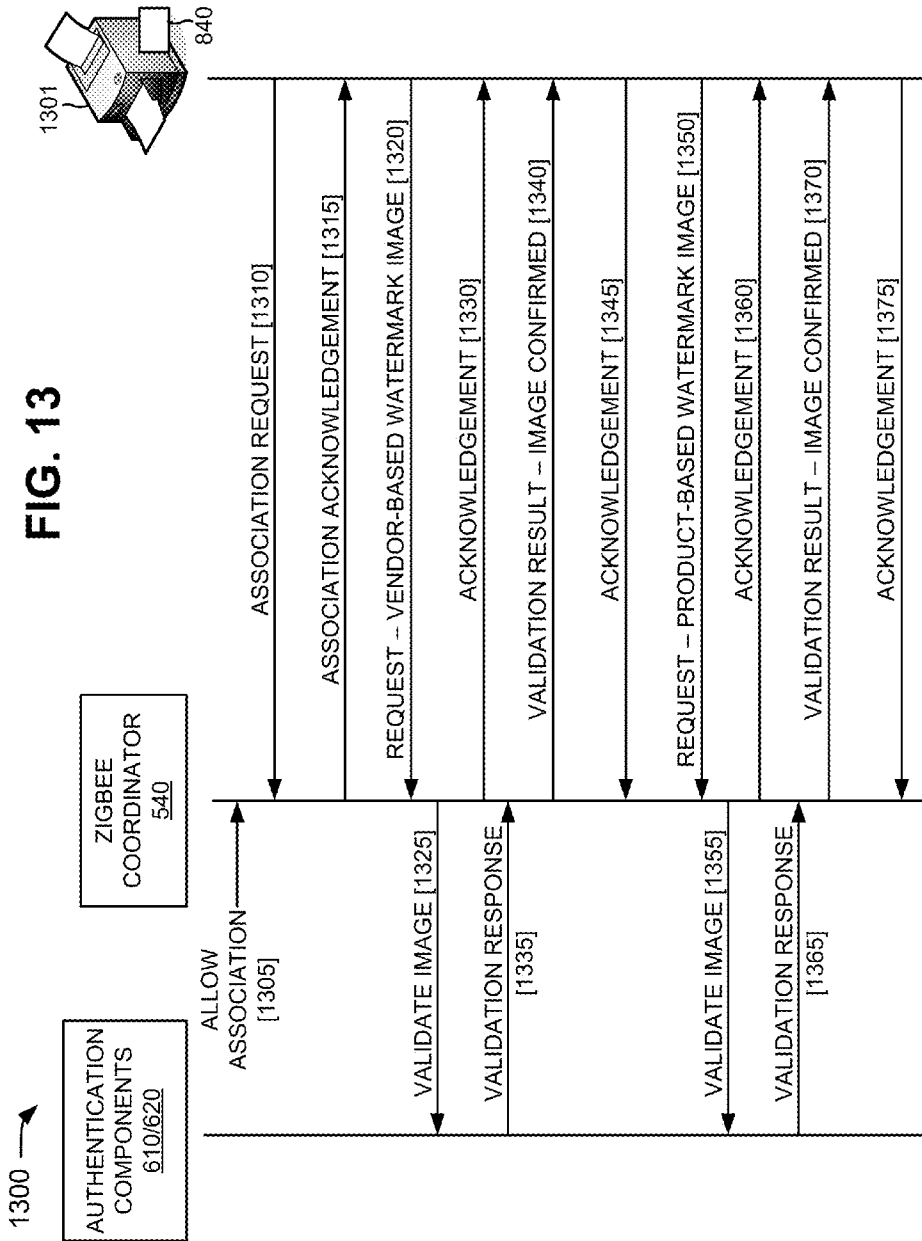 FIG. 13
1300
AUTHENTICATION
COMPONENTS
610/620
ZIGBEE
COORDINATOR
540
1301
840
ALLOW
ASSOCIATION
[1305]
ASSOCIATION REQUEST [1310]
ASSOCIATION ACKNOWLEDGEMENT [1315]
REQUEST – VENDOR-BASED WATERMARK IMAGE [1320]
VALIDATE IMAGE [1325]
ACKNOWLEDGEMENT [1330]
VALIDATION RESPONSE
[1335]
VALIDATION RESULT – IMAGE CONFIRMED [1340]
ACKNOWLEDGEMENT [1345]
REQUEST – PRODUCT-BASED WATERMARK IMAGE [1350]
VALIDATE IMAGE [1355]
ACKNOWLEDGEMENT [1360]
VALIDATION RESPONSE
[1365]
VALIDATION RESULT – IMAGE CONFIRMED [1370]
ACKNOWLEDGEMENT [1375]